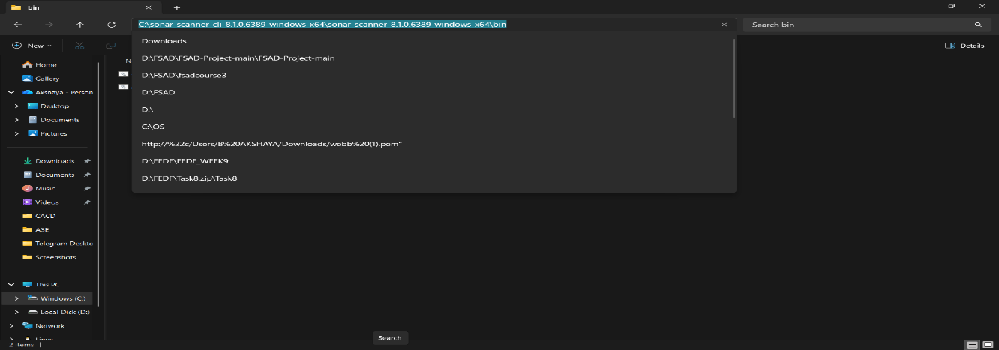 bin
C:\sonar-scanner-cli-8.1.0.6389-windows-x64\sonar-scanner-8.1.0.6389-windows-x64\bin
Search bin
New
Details
Downloads
D:\FSAD\FSAD-Project-main\FSAD-Project-main
D:\FSAD\fsadcourse3
D:\FSAD
D:\
C:\OS
http://%22c/Users/B%20AKSHAYA/Downloads/webb%20(1).pem"
D:\FEDF\FEDF_WEEK9
D:\FEDF\Task8.zip\Task8
N
Home
Gallery
Akshaya - Person
Desktop
Documents
Pictures
Downloads
Documents
Music
Videos
CACD
ASE
Telegram Deskto
Screenshots
This PC
Windows (C:)
Local Disk (D:)
Network
Search
2 items